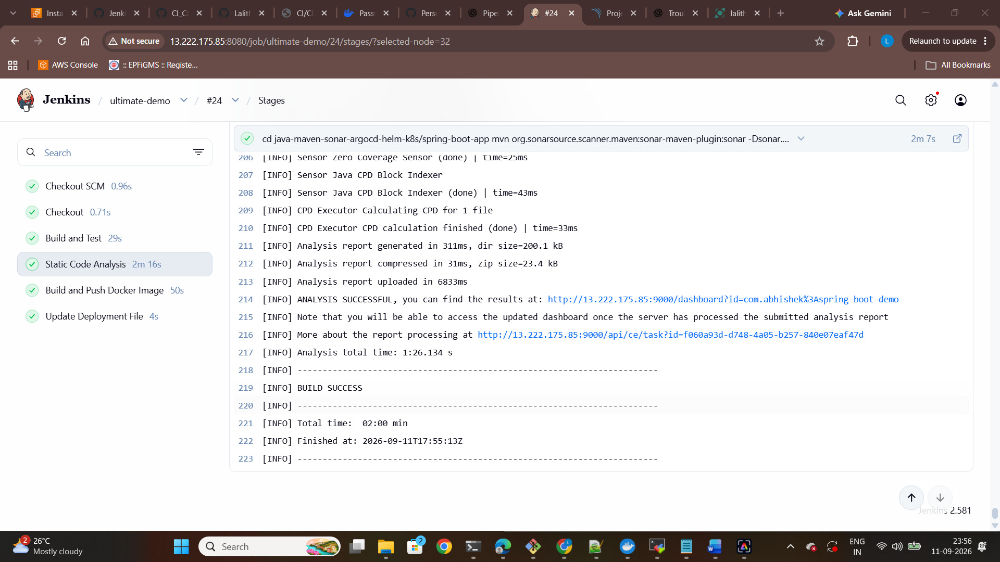 Insta
Jenki
CI_CI
Lalith
CI/CI
Pass
Pers
Pipe
#24
Proje
Trou
lalith
Ask Gemini
Not secure
13.222.175.85:8080/job/ultimate-demo/24/stages/?selected-node=32
L
Relaunch to update
AWS Console
:: EPFiGMS :: Registe...
All Bookmarks
Jenkins / ultimate-demo / #24 / Stages
Search
Checkout SCM 0.96s
Checkout 0.71s
Build and Test 29s
Static Code Analysis 2m 16s
Build and Push Docker Image 50s
Update Deployment File 4s
cd java-maven-sonar-argocd-helm-k8s/spring-boot-app mvn org.sonarsource.scanner.maven:sonar-maven-plugin:sonar -Dsonar.... 2m 7s
206 [INFO] Sensor Zero Coverage Sensor (done) | time=25ms
207 [INFO] Sensor Java CPD Block Indexer
208 [INFO] Sensor Java CPD Block Indexer (done) | time=43ms
209 [INFO] CPD Executor Calculating CPD for 1 file
210 [INFO] CPD Executor CPD calculation finished (done) | time=33ms
211 [INFO] Analysis report generated in 311ms, dir size=200.1 kB
212 [INFO] Analysis report compressed in 31ms, zip size=23.4 kB
213 [INFO] Analysis report uploaded in 6833ms
214 [INFO] ANALYSIS SUCCESSFUL, you can find the results at: http://13.222.175.85:9000/dashboard?id=com.abhishek%3Aspring-boot-demo
215 [INFO] Note that you will be able to access the updated dashboard once the server has processed the submitted analysis report
216 [INFO] More about the report processing at http://13.222.175.85:9000/api/ce/task?id=f060a93d-d748-4a05-b257-840e07eaf47d
217 [INFO] Analysis total time: 1:26.134 s
218 [INFO] ------------------------------------------------------------------------
219 [INFO] BUILD SUCCESS
220 [INFO] ------------------------------------------------------------------------
221 [INFO] Total time:  02:00 min
222 [INFO] Finished at: 2026-09-11T17:55:13Z
223 [INFO] ------------------------------------------------------------------------
Jenkins 2.581
2
26°C
Mostly cloudy
Search
2
ENG
IN
23:56
11-09-2026